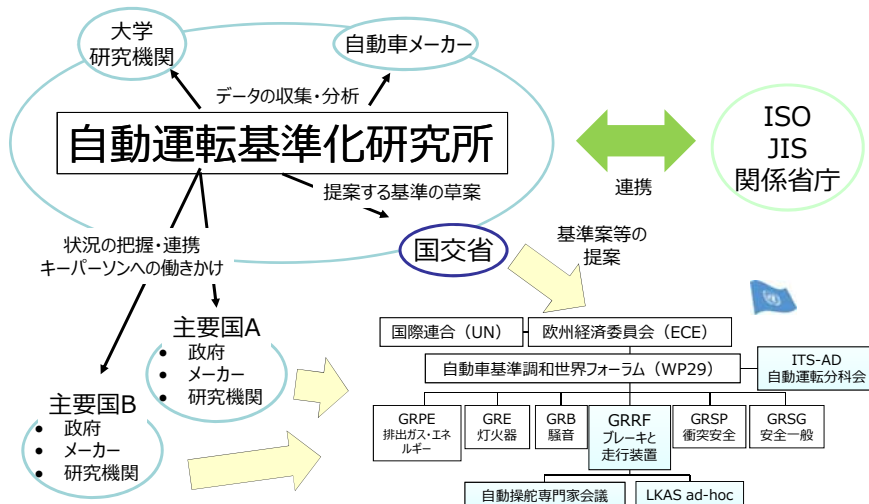 大学
研究機関
自動車メーカー
データの収集・分析
自動運転基準化研究所
ISO
JIS
関係省庁
連携
提案する基準の草案
国交省
基準案等の
提案
状況の把握・連携
キーパーソンへの働きかけ
主要国A
• 政府
• メーカー
• 研究機関
主要国B
• 政府
• メーカー
• 研究機関
国際連合（UN）
欧州経済委員会（ECE）
自動車基準調和世界フォーラム（WP29）
ITS-AD
自動運転分科会
GRPE
排出ガス・エネ
ルギー
GRE
灯火器
GRB
騒音
GRRF
ブレーキと
走行装置
GRSP
衝突安全
GRSG
安全一般
自動操舵専門家会議
LKAS ad-hoc